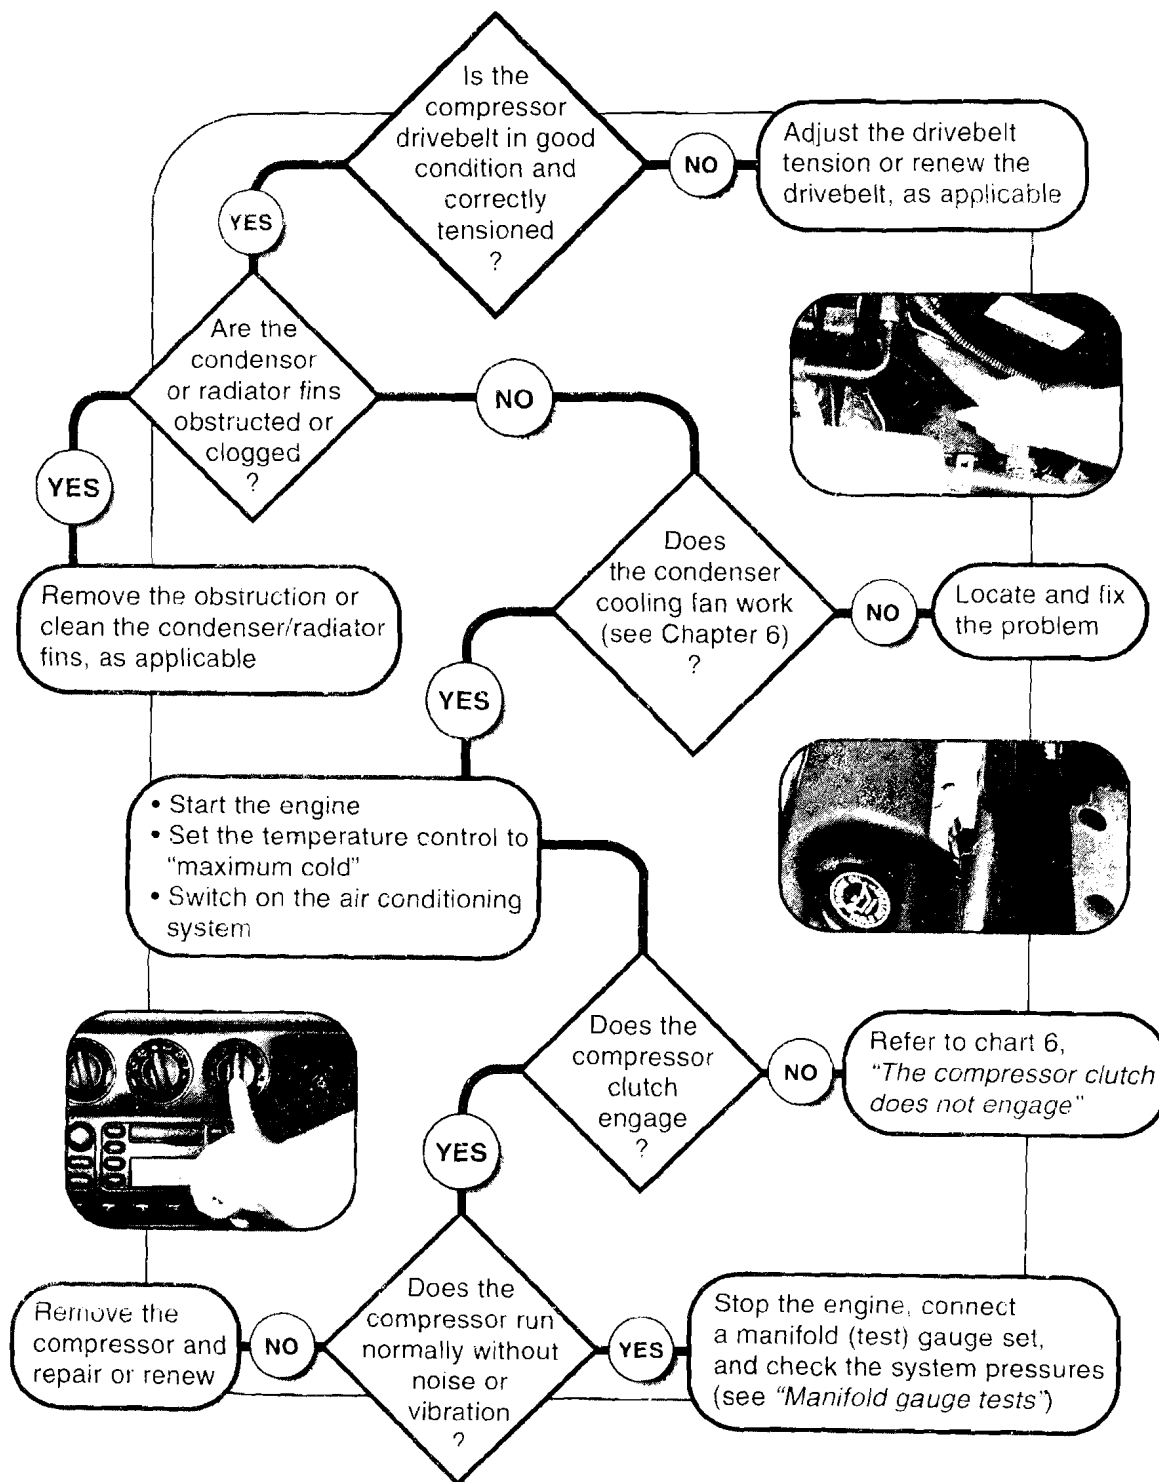 Is the
compressor
drivebelt in good
condition and
correctly
tensioned
?
NO
Adjust the drivebelt
tension or renew the
drivebelt, as applicable
YES
Are the
condensor
or radiator fins
obstructed or
clogged
?
NO
YES
Remove the obstruction or
clean the condenser/radiator
fins, as applicable
Does
the condenser
cooling fan work
(see Chapter 6)
?
NO
Locate and fix
the problem
YES
• Start the engine
• Set the temperature control to
“maximum cold”
• Switch on the air conditioning
system
Does the
compressor
clutch
engage
?
NO
Refer to chart 6,
“The compressor clutch
does not engage”
YES
Does the
compressor run
normally without
noise or
vibration
?
NO
Remove the
compressor and
repair or renew
YES
Stop the engine, connect
a manifold (test) gauge set,
and check the system pressures
(see “Manifold gauge tests”)